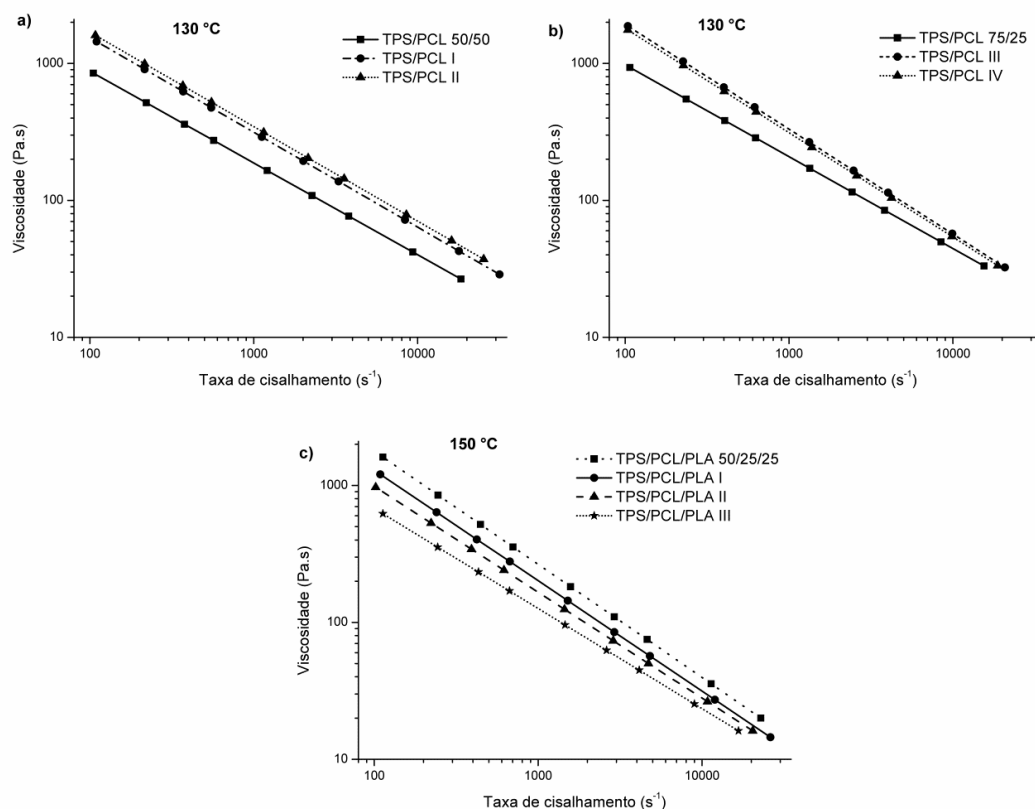 a)
130 °C
TPS/PCL 50/50
TPS/PCL I
TPS/PCL II
1000
100
10
Viscosidade (Pa.s)
100
1000
10000
Taxa de cisalhamento (s⁻¹)
b)
130 °C
TPS/PCL 75/25
TPS/PCL III
TPS/PCL IV
1000
100
10
Viscosidade (Pa.s)
100
1000
10000
Taxa de cisalhamento (s⁻¹)
c)
150 °C
TPS/PCL/PLA 50/25/25
TPS/PCL/PLA I
TPS/PCL/PLA II
TPS/PCL/PLA III
1000
100
10
Viscosidade (Pa.s)
100
1000
10000
Taxa de cisalhamento (s⁻¹)